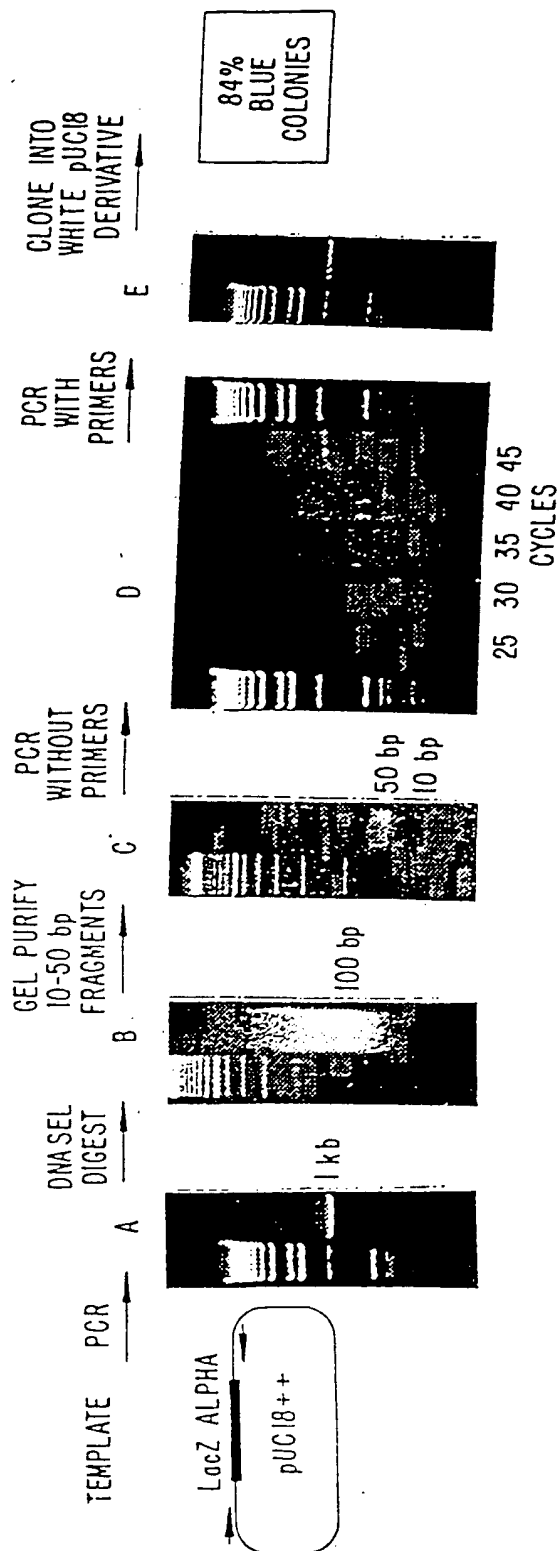 TEMPLATE
PCR
LacZ ALPHA
pUC18++
A
1 kb
DNASEL
DIGEST
B
100 bp
GEL PURIFY
10-50 bp
FRAGMENTS
C
50 bp
10 bp
PCR
WITHOUT
PRIMERS
D
25 30 35 40 45
CYCLES
PCR
WITH
PRIMERS
E
CLONE INTO
WHITE pUC18
DERIVATIVE
84%
BLUE
COLONIES